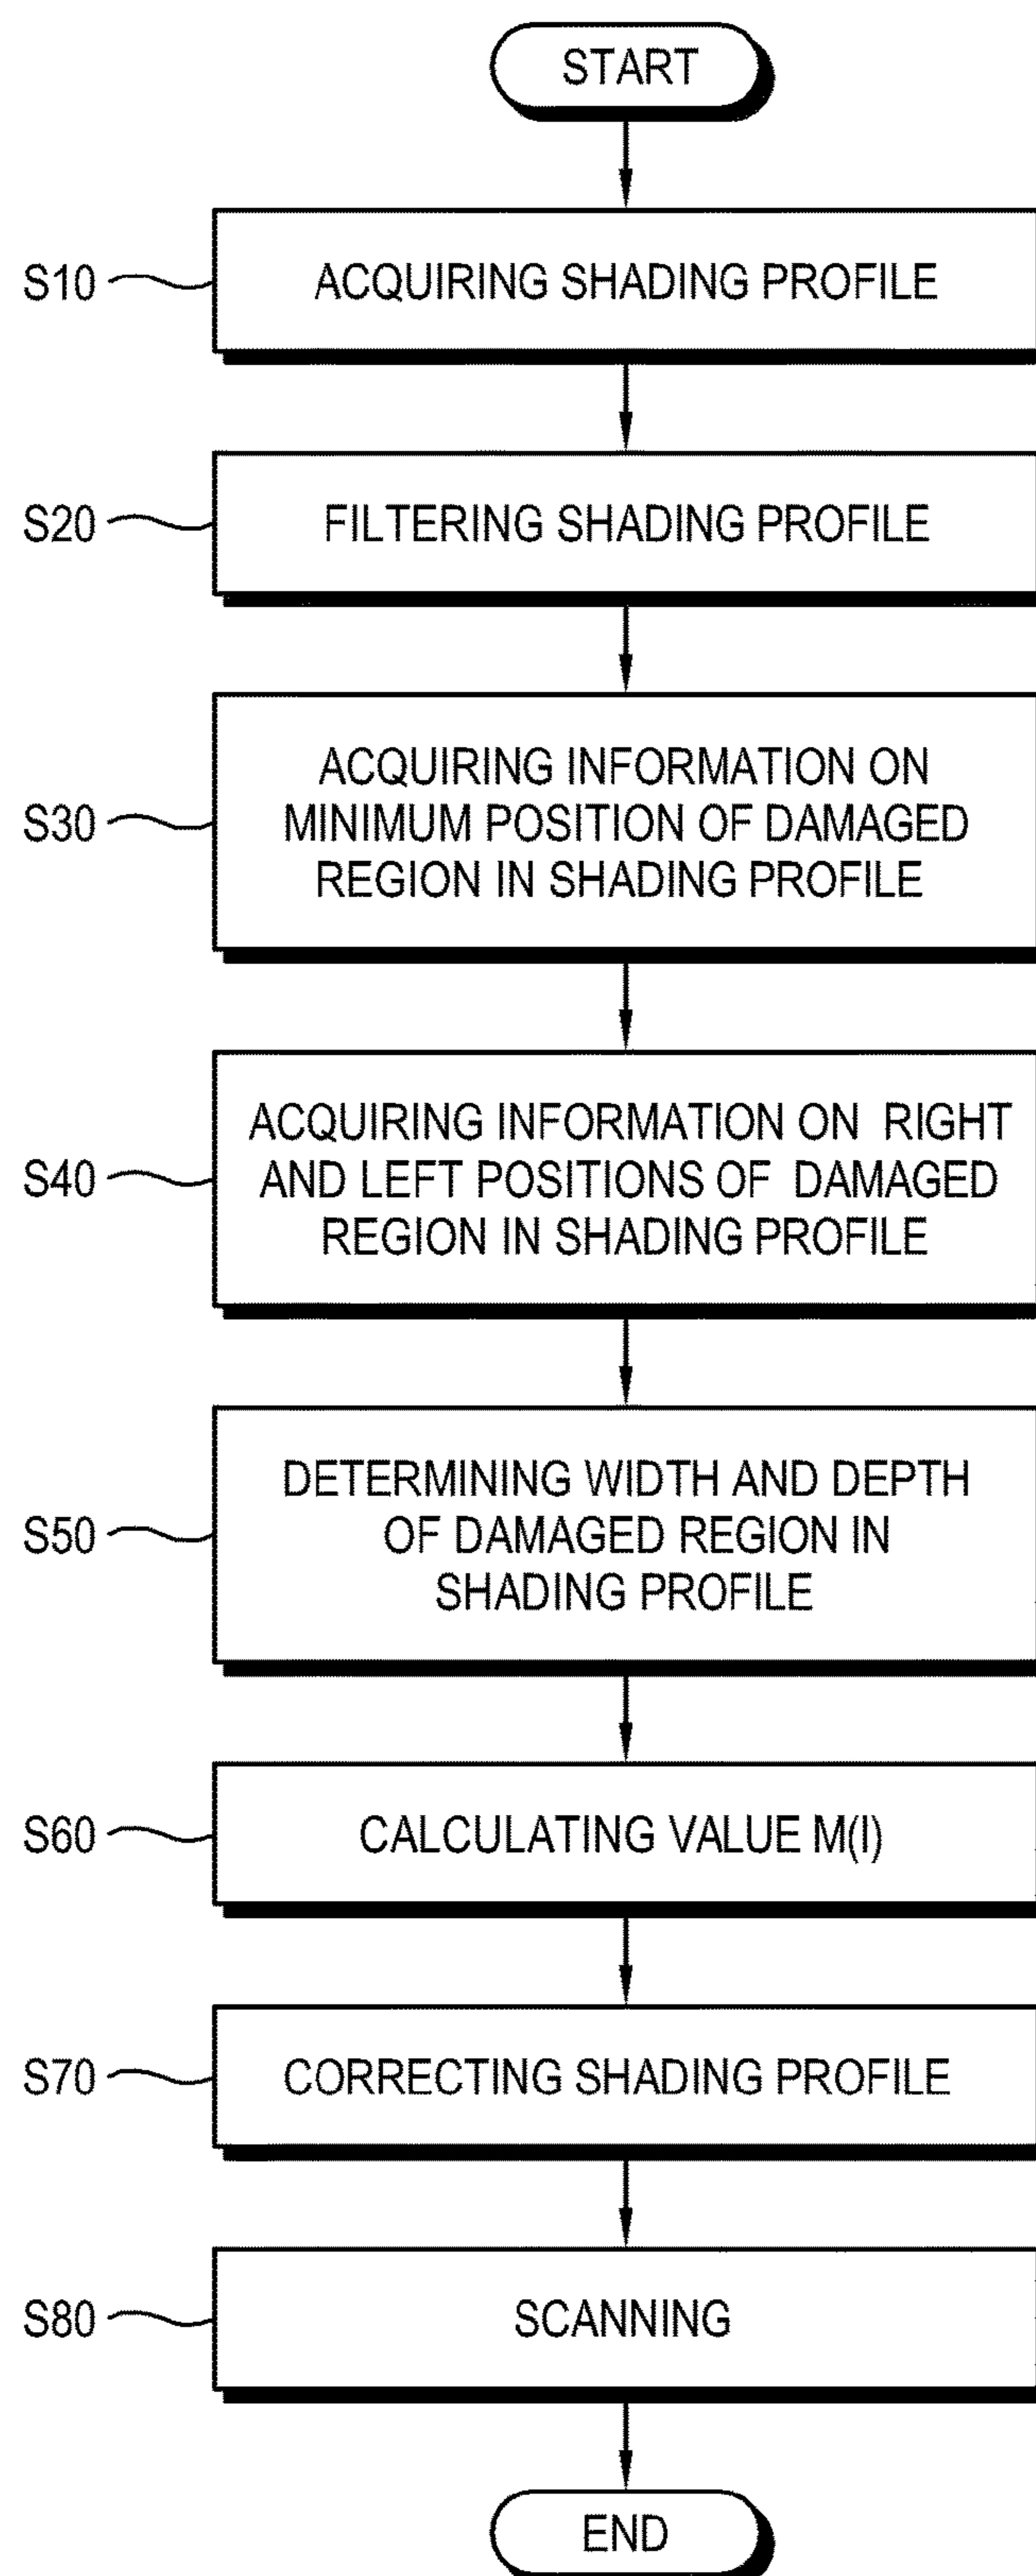 START
S10
ACQUIRING SHADING PROFILE
S20
FILTERING SHADING PROFILE
S30
ACQUIRING INFORMATION ON
MINIMUM POSITION OF DAMAGED
REGION IN SHADING PROFILE
S40
ACQUIRING INFORMATION ON RIGHT
AND LEFT POSITIONS OF DAMAGED
REGION IN SHADING PROFILE
S50
DETERMINING WIDTH AND DEPTH
OF DAMAGED REGION IN
SHADING PROFILE
S60
CALCULATING VALUE M(I)
S70
CORRECTING SHADING PROFILE
S80
SCANNING
END